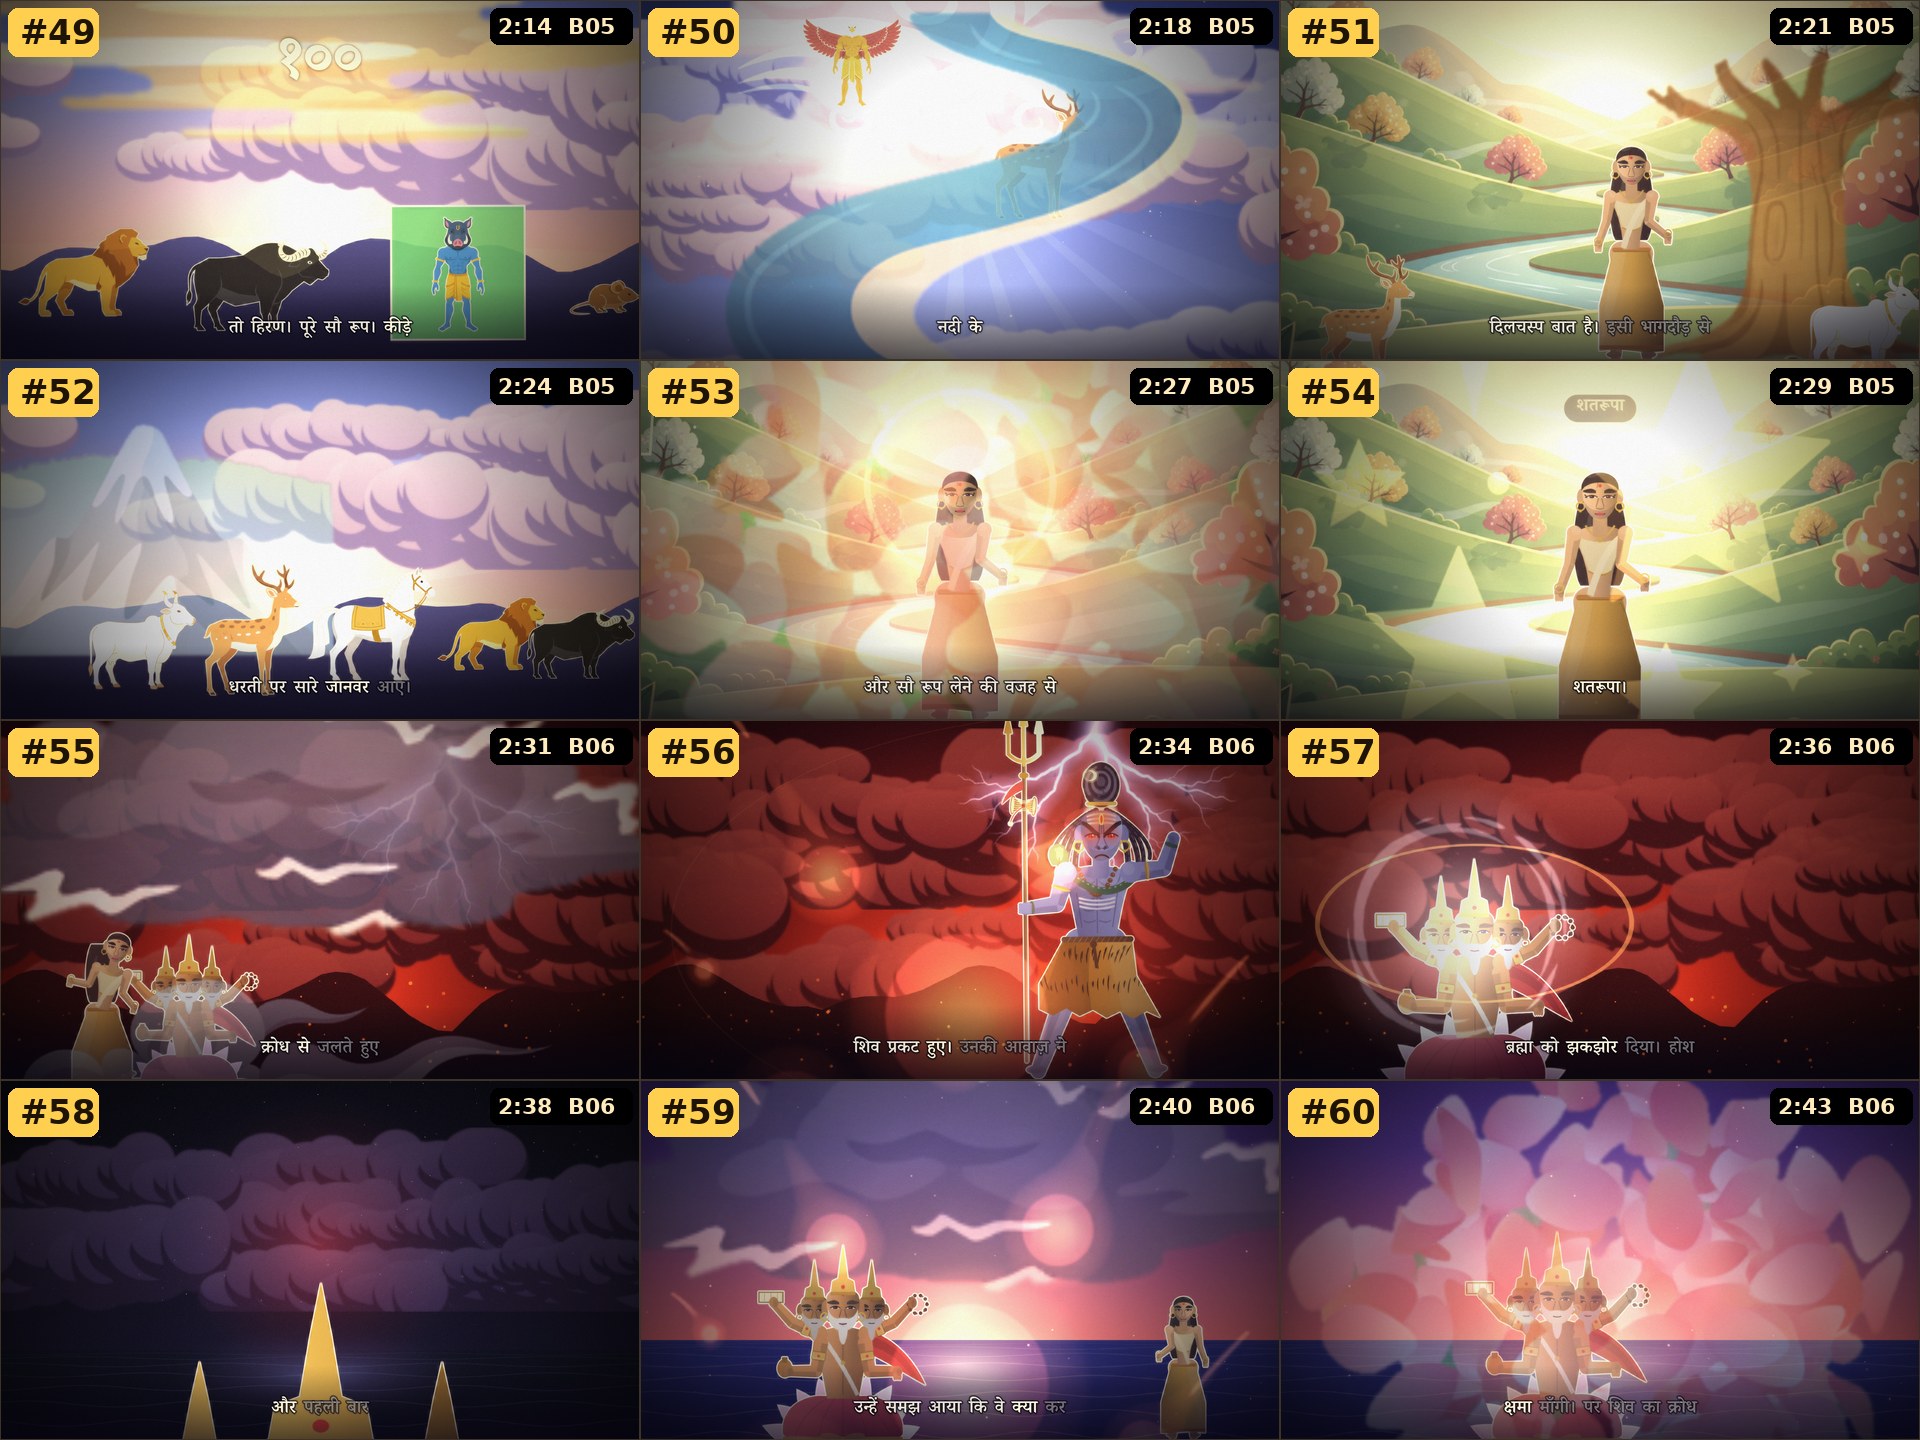 #49
2:14 B05
१००
तो हिरण। पूरे सौ रूप। कीड़े
#50
2:18 B05
नदी के
#51
2:21 B05
दिलचस्प बात है। इसी भागदौड़ से
#52
2:24 B05
धरती पर सारे जानवर आए।
#53
2:27 B05
और सौ रूप लेने की वजह से
#54
2:29 B05
शतरूपा
शतरूपा।
#55
2:31 B06
क्रोध से जलते हुए
#56
2:34 B06
शिव प्रकट हुए। उनकी आवाज़ ने
#57
2:36 B06
ब्रह्मा को झकझोर दिया। होश
#58
2:38 B06
और पहली बार
#59
2:40 B06
उन्हें समझ आया कि वे क्या कर
#60
2:43 B06
क्षमा माँगी। पर शिव का क्रोध